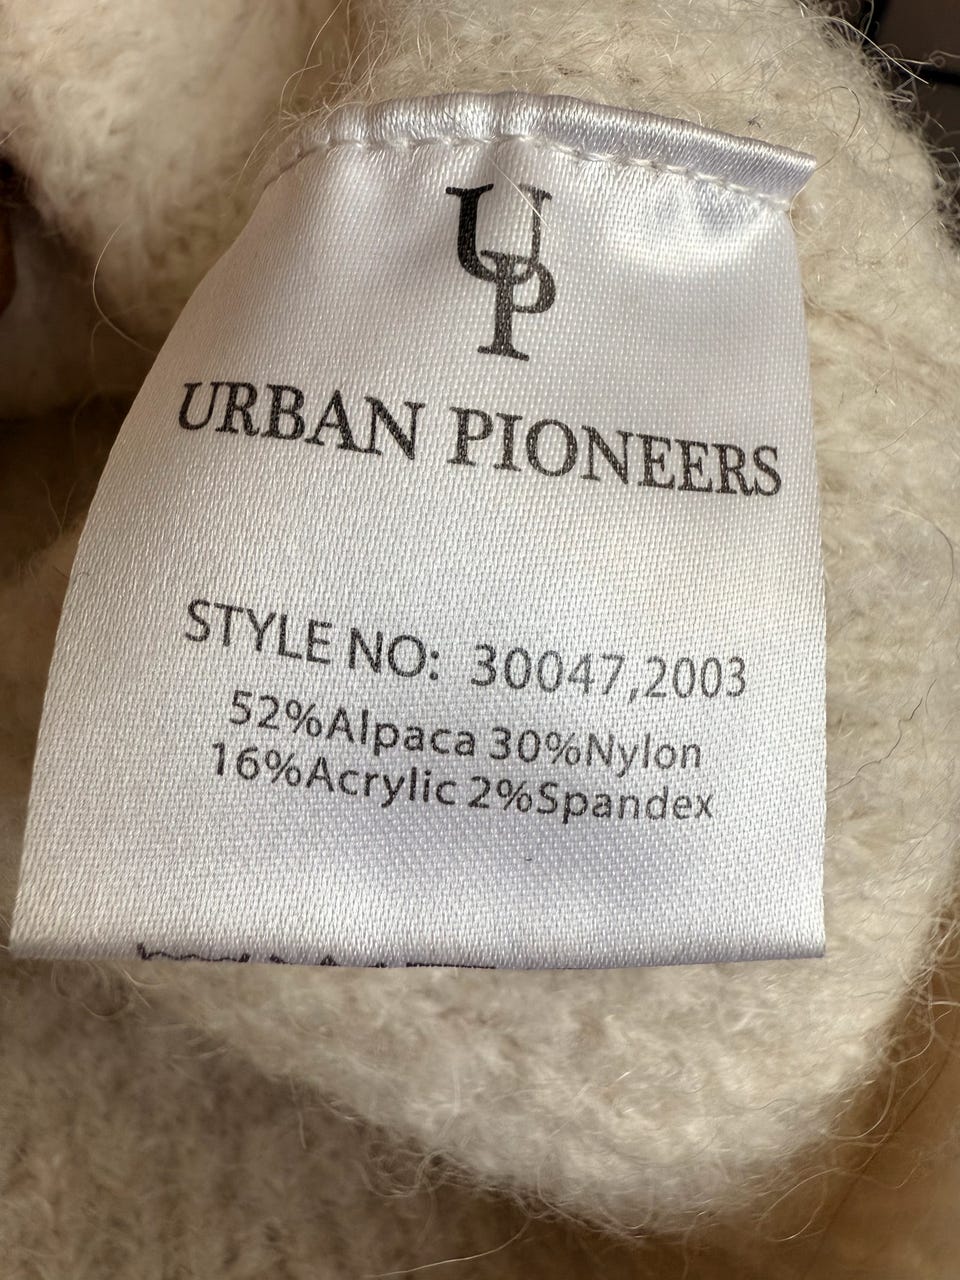 UP
URBAN PIONEERS
STYLE NO: 30047,2003
52%Alpaca 30%Nylon
16%Acrylic 2%Spandex